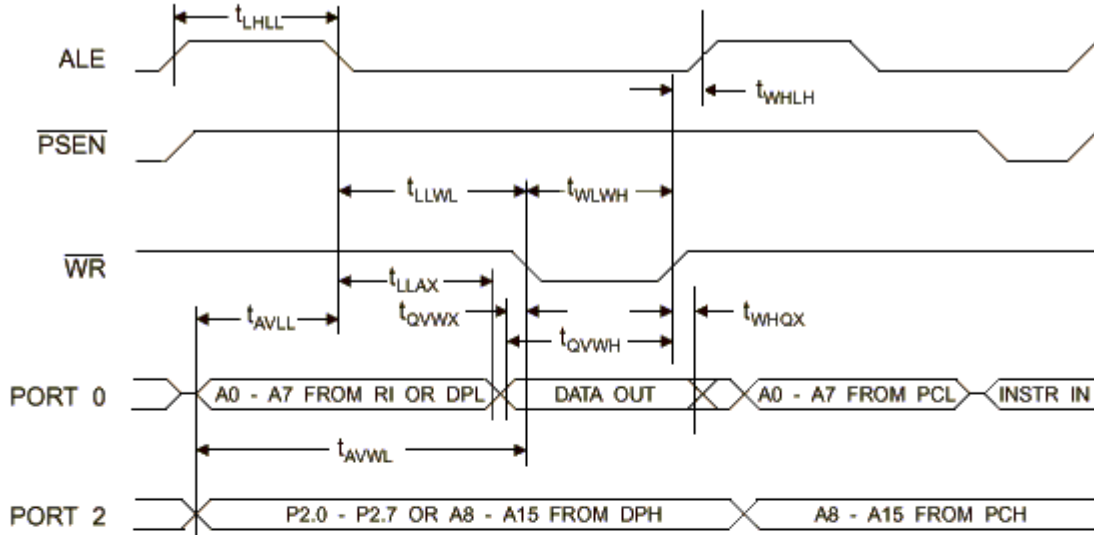 tLHLL
ALE
tWHLH
PSEN
tLLWL tWLWH
WR
tLLAX
tAVLL tQVWX tWHQX
tQVWH
PORT 0 A0 - A7 FROM RI OR DPL DATA OUT A0 - A7 FROM PCL INSTR IN
tAVWL
PORT 2 P2.0 - P2.7 OR A8 - A15 FROM DPH A8 - A15 FROM PCH